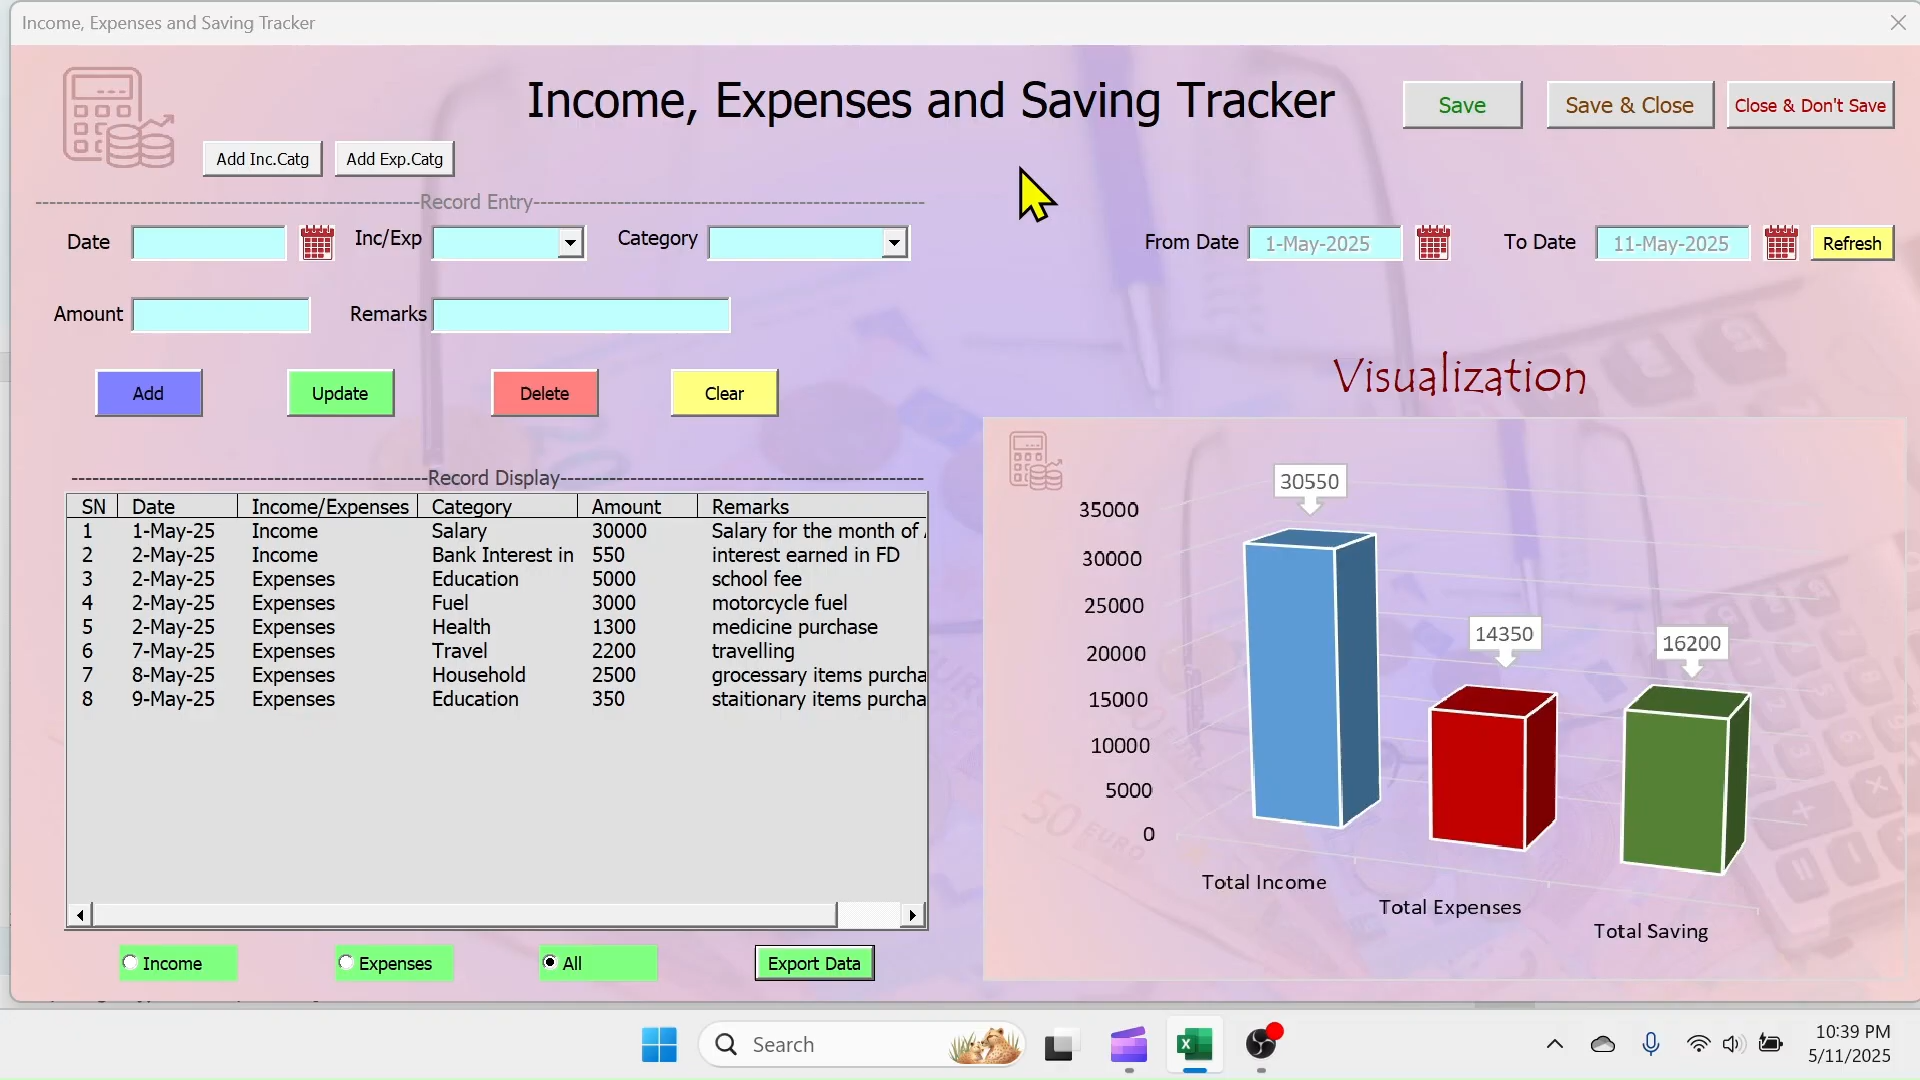 Income, Expenses and Saving Tracker
Income, Expenses and Saving Tracker
Save
Save & Close
Close & Don't Save
Add Inc.Catg
Add Exp.Catg
Record Entry
Date
Inc/Exp
Category
From Date 1-May-2025
To Date 11-May-2025
Refresh
Amount
Remarks
Add
Update
Delete
Clear
Record Display
SN Date Income/Expenses Category Amount Remarks
1 1-May-25 Income Salary 30000 Salary for the month of
2 2-May-25 Income Bank Interest in 550 interest earned in FD
3 2-May-25 Expenses Education 5000 school fee
4 2-May-25 Expenses Fuel 3000 motorcycle fuel
5 2-May-25 Expenses Health 1300 medicine purchase
6 7-May-25 Expenses Travel 2200 travelling
7 8-May-25 Expenses Household 2500 grocessary items purcha
8 9-May-25 Expenses Education 350 staitionary items purcha
Income
Expenses
All
Export Data
Visualization
35000
30000
25000
20000
15000
10000
5000
0
30550
14350
16200
Total Income
Total Expenses
Total Saving
50 EURO
Search
10:39 PM
5/11/2025